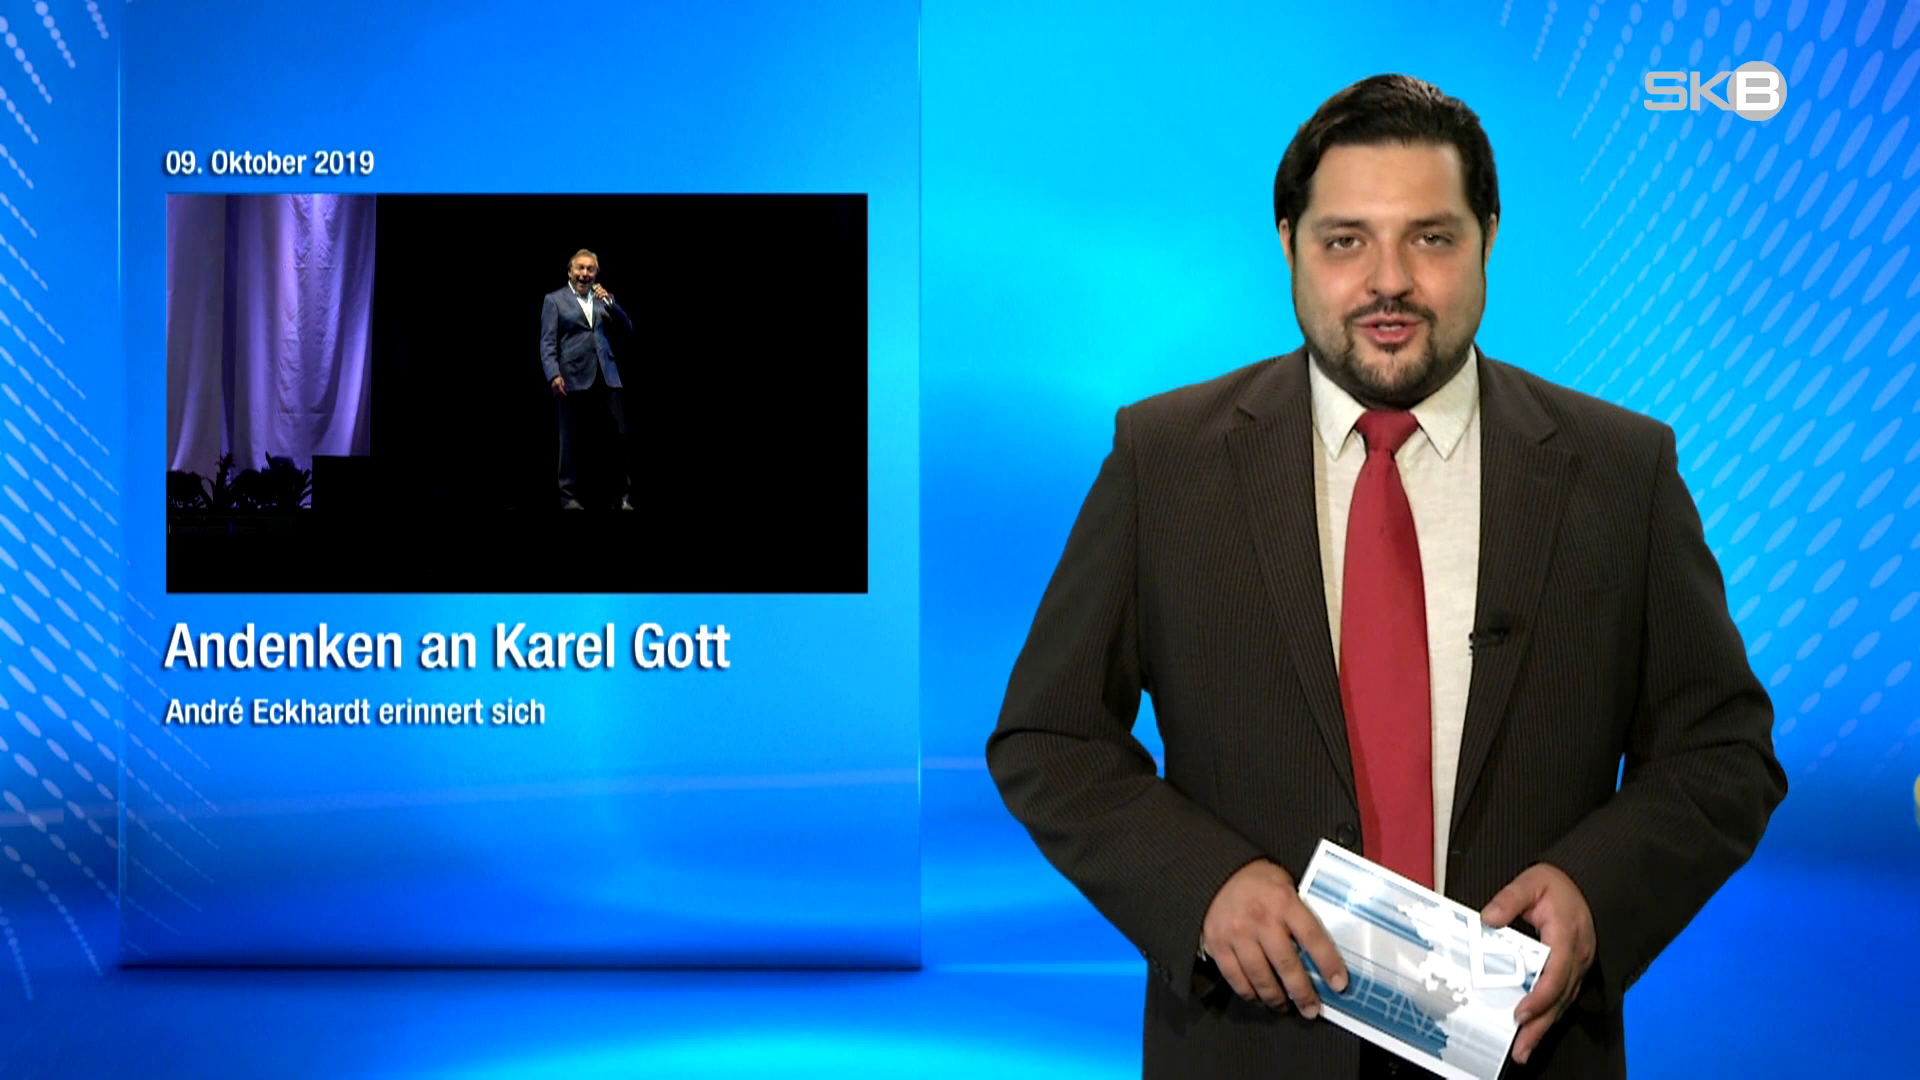 09. Oktober 2019
SKB
Andenken an Karel Gott
André Eckhardt erinnert sich